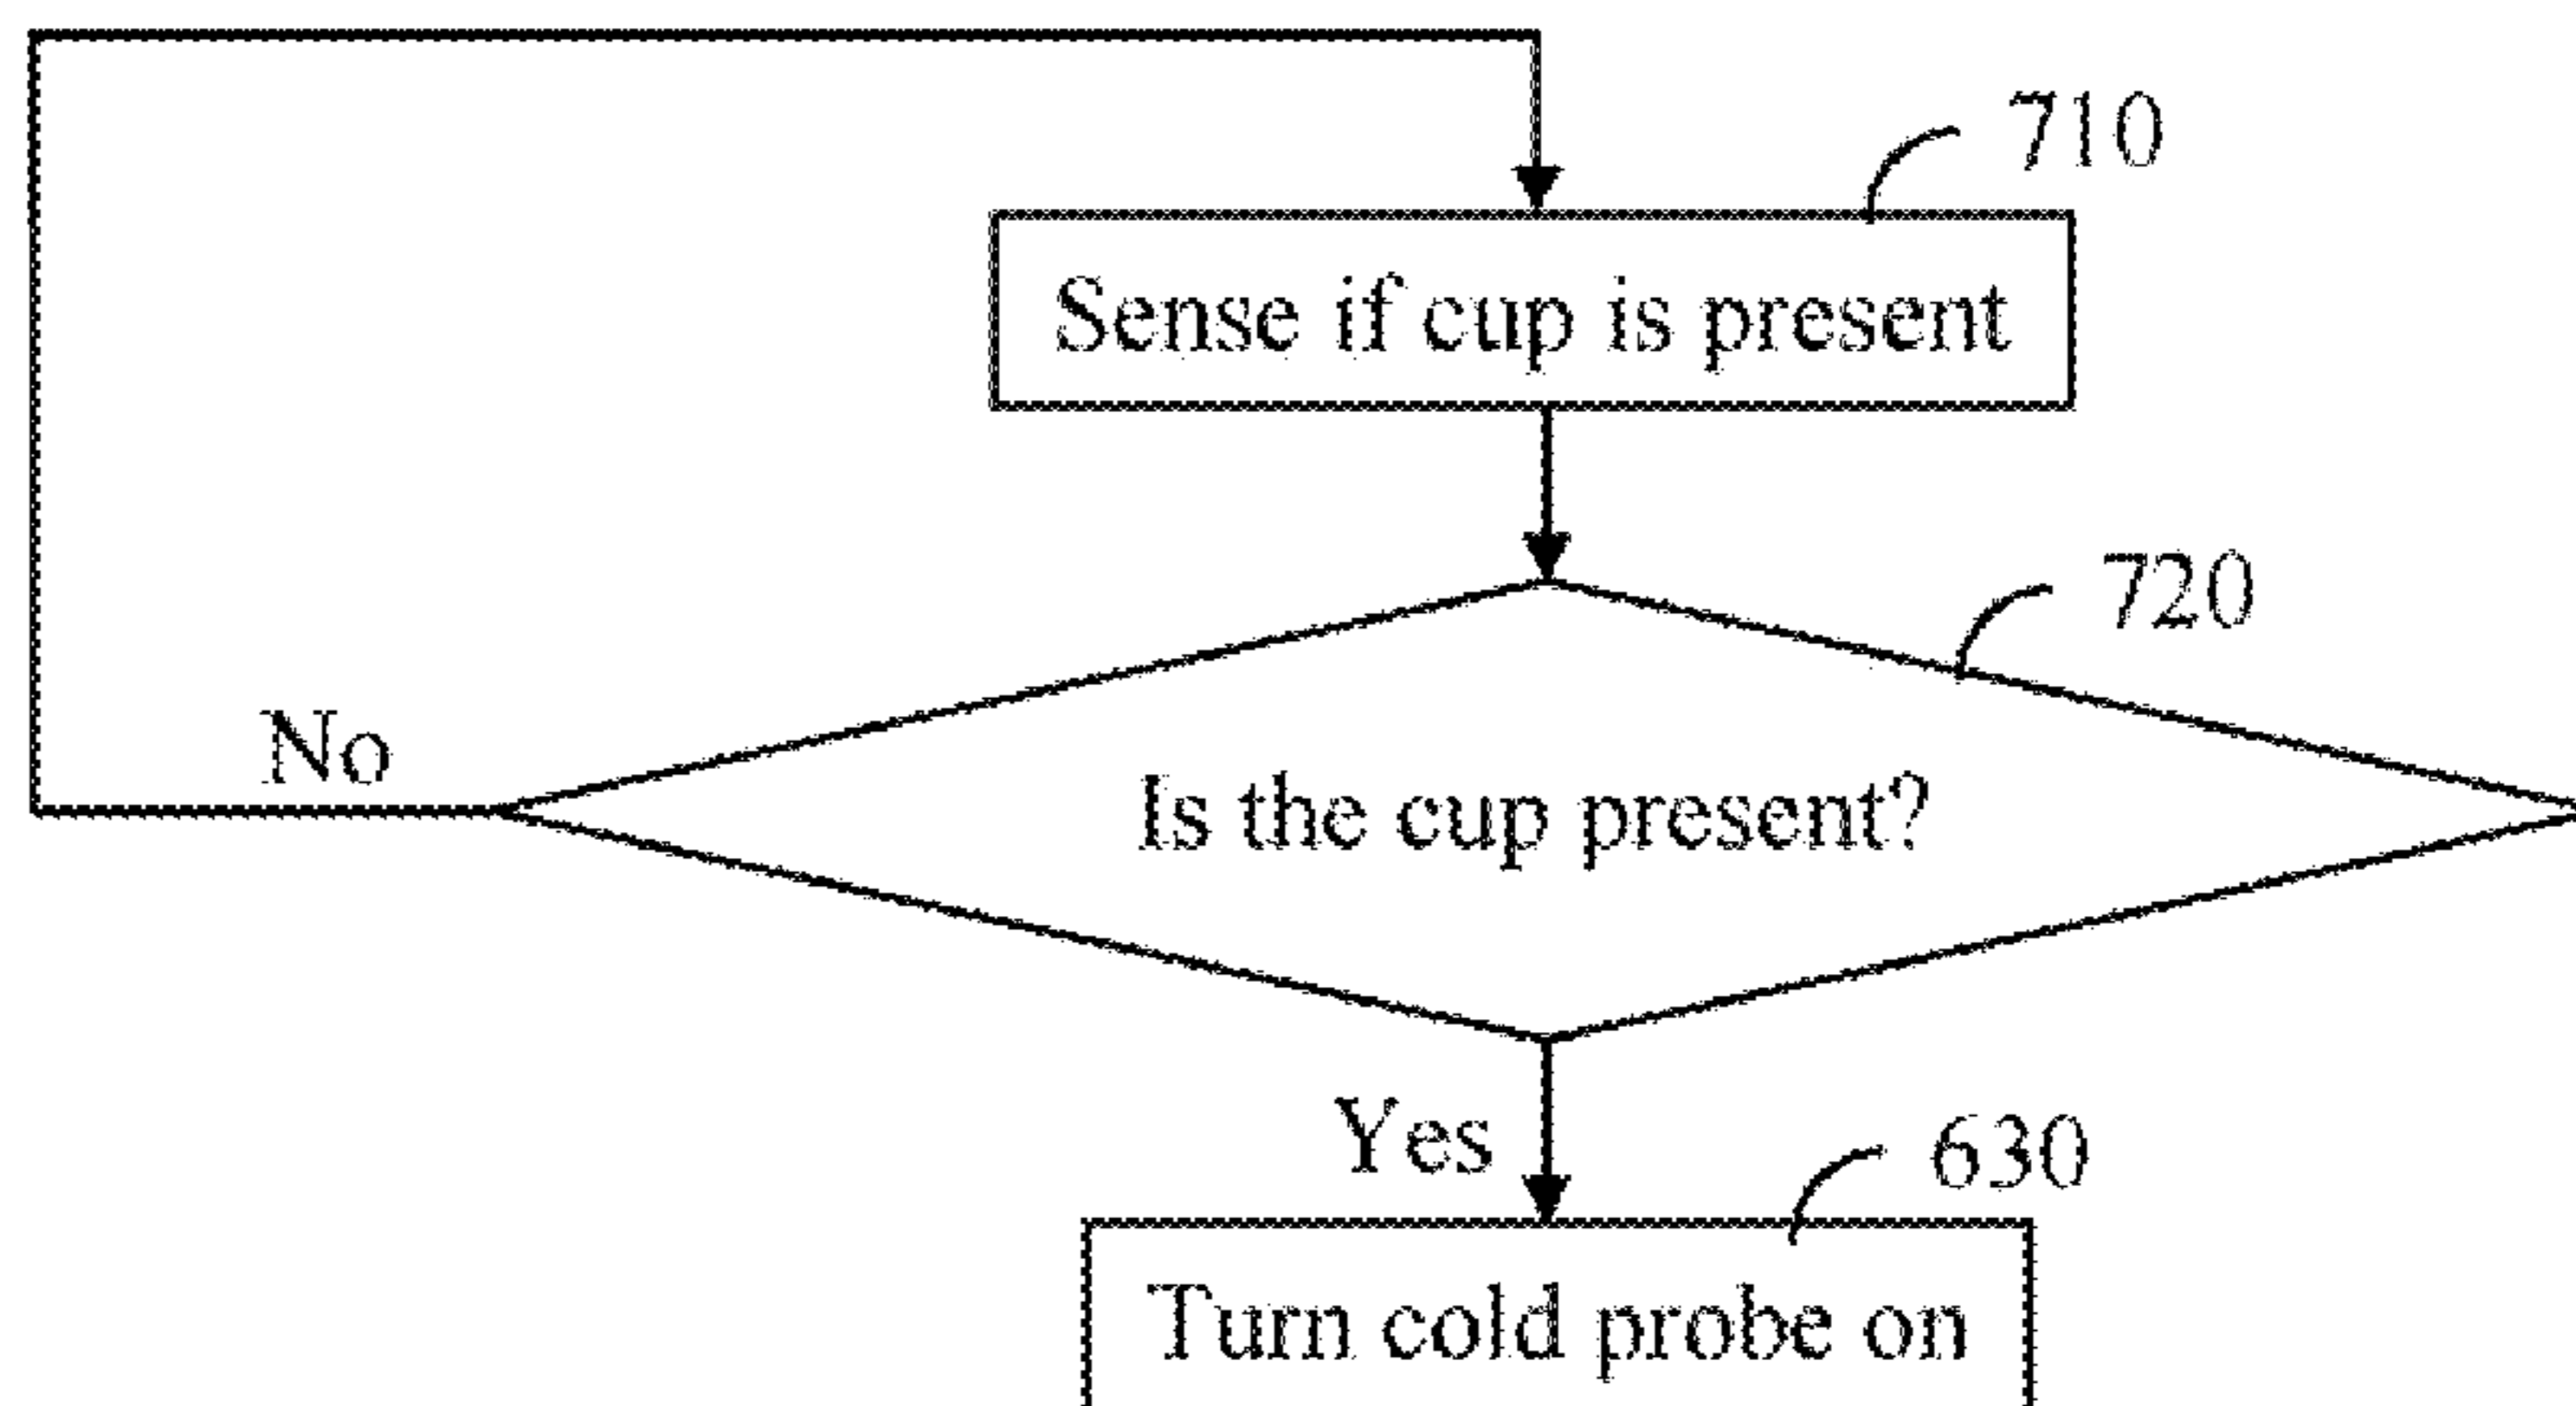 710
Sense if cup is present
720
No
Is the cup present?
Yes
630
Turn cold probe on